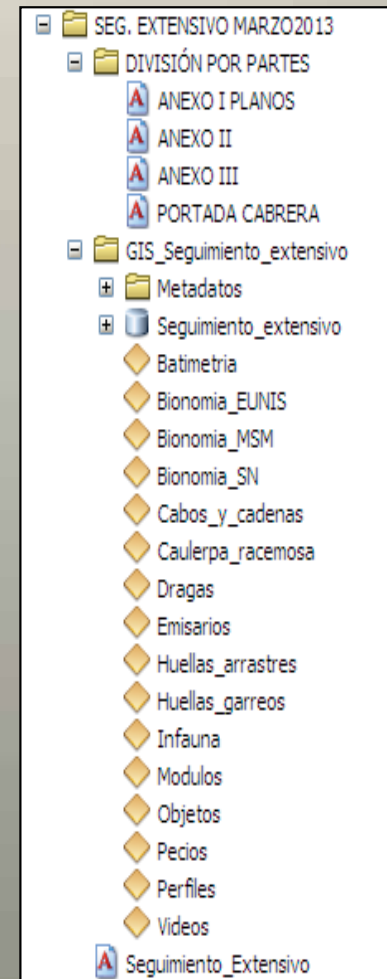 SEG. EXTENSIVO MARZO2013
DIVISIÓN POR PARTES
ANEXO I PLANOS
ANEXO II
ANEXO III
PORTADA CABRERA
GIS_Seguimiento_extensivo
Metadatos
Seguimiento_extensivo
Batimetria
Bionomia_EUNIS
Bionomia_MSM
Bionomia_SN
Cabos_y_cadenas
Caulerpa_racemosa
Dragas
Emisarios
Huellas_arrastres
Huellas_garreos
Infauna
Modulos
Objetos
Pecios
Perfiles
Videos
Seguimiento_Extensivo